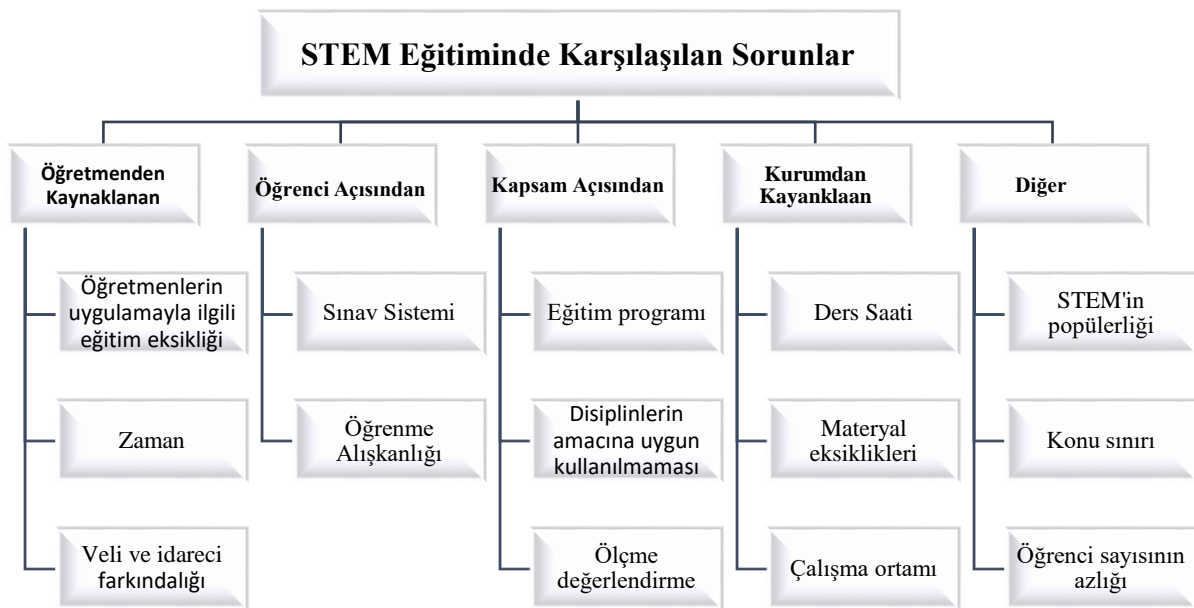 STEM Eğitiminde Karşılaşılan Sorunlar
Öğretmenden
Kaynaklanan
Öğretmenlerin
uygulamayla ilgili
eğitim eksikliği
Zaman
Veli ve idareci
farkındalığı
Öğrenci Açısından
Sınav Sistemi
Öğrenme
Alışkanlığı
Kapsam Açısından
Eğitim programı
Disiplinlerin
amacına uygun
kullanılmaması
Ölçme
değerlendirme
Kurumdan
Kayanklaan
Ders Saati
Materyal
eksiklikleri
Çalışma ortamı
Diğer
STEM'in
popülerliği
Konu sınırı
Öğrenci sayısının
azlığı